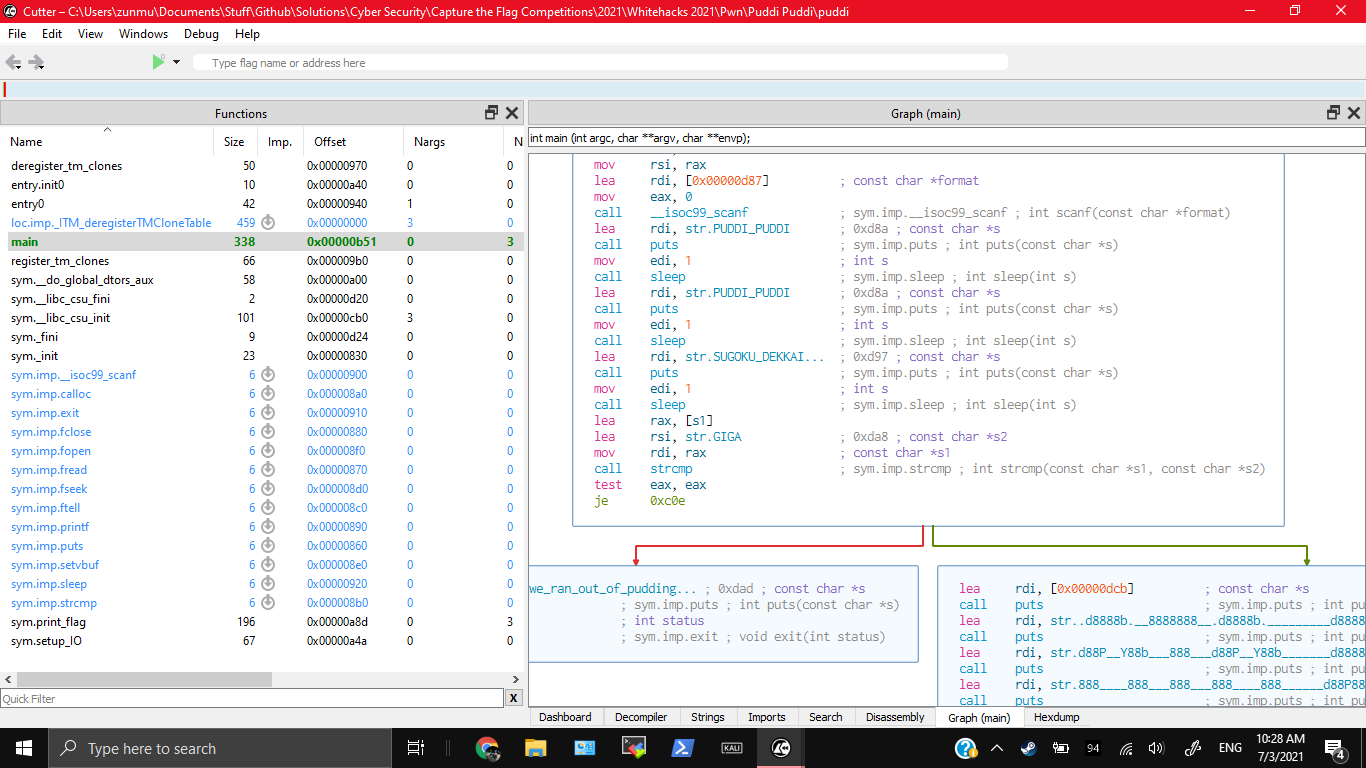 Cutter – C:\Users\zunmu\Documents\Stuff\Github\Solutions\Cyber Security\Capture the Flag Competitions\2021\Whitehacks 2021\Pwn\Puddi Puddi\puddi
File Edit View Windows Debug Help
Type flag name or address here
Functions
Name Size Imp. Offset Nargs N
deregister_tm_clones 50 0x00000970 0 0
entry.init0 10 0x00000a40 0 0
entry0 42 0x00000940 1 0
loc.imp._ITM_deregisterTMCloneTable 459 0x00000000 3 0
main 338 0x00000b51 0 3
register_tm_clones 66 0x000009b0 0 0
sym.__do_global_dtors_aux 58 0x00000a00 0 0
sym.__libc_csu_fini 2 0x00000d20 0 0
sym.__libc_csu_init 101 0x00000cb0 3 0
sym._fini 9 0x00000d24 0 0
sym._init 23 0x00000830 0 0
sym.imp.__isoc99_scanf 6 0x00000900 0 0
sym.imp.calloc 6 0x000008a0 0 0
sym.imp.exit 6 0x00000910 0 0
sym.imp.fclose 6 0x00000880 0 0
sym.imp.fopen 6 0x000008f0 0 0
sym.imp.fread 6 0x00000870 0 0
sym.imp.fseek 6 0x000008d0 0 0
sym.imp.ftell 6 0x000008c0 0 0
sym.imp.printf 6 0x00000890 0 0
sym.imp.puts 6 0x00000860 0 0
sym.imp.setvbuf 6 0x000008e0 0 0
sym.imp.sleep 6 0x00000920 0 0
sym.imp.strcmp 6 0x000008b0 0 0
sym.print_flag 196 0x00000a8d 0 3
sym.setup_IO 67 0x00000a4a 0 0
Quick Filter X
Graph (main)
int main (int argc, char **argv, char **envp);
mov rsi, rax
lea rdi, [0x00000d87] ; const char *format
mov eax, 0
call __isoc99_scanf ; sym.imp.__isoc99_scanf ; int scanf(const char *format)
lea rdi, str.PUDDI_PUDDI ; 0xd8a ; const char *s
call puts ; sym.imp.puts ; int puts(const char *s)
mov edi, 1 ; int s
call sleep ; sym.imp.sleep ; int sleep(int s)
lea rdi, str.PUDDI_PUDDI ; 0xd8a ; const char *s
call puts ; sym.imp.puts ; int puts(const char *s)
mov edi, 1 ; int s
call sleep ; sym.imp.sleep ; int sleep(int s)
lea rdi, str.SUGOKU_DEKKAI... ; 0xd97 ; const char *s
call puts ; sym.imp.puts ; int puts(const char *s)
mov edi, 1 ; int s
call sleep ; sym.imp.sleep ; int sleep(int s)
lea rax, [s1]
lea rsi, str.GIGA ; 0xda8 ; const char *s2
mov rdi, rax ; const char *s1
call strcmp ; sym.imp.strcmp ; int strcmp(const char *s1, const char *s2)
test eax, eax
je 0xc0e
we_ran_out_of_pudding... ; 0xdad ; const char *s
; sym.imp.puts ; int puts(const char *s)
; int status
; sym.imp.exit ; void exit(int status)
lea rdi, [0x00000dcb] ; const char *s
call puts ; sym.imp.puts ; int pu
lea rdi, str..d8888b.__8888888__.d8888b._________d8888
call puts ; sym.imp.puts ; int pu
lea rdi, str.d88P__Y88b___888___d88P__Y88b________d8888
call puts ; sym.imp.puts ; int pu
lea rdi, str.888____888___888___888____888_______d88P88
call puts ; sym.imp.puts ; int pu
Dashboard Decompiler Strings Imports Search Disassembly Graph (main) Hexdump
Type here to search
KALI
94
ENG
10:28 AM
7/3/2021
4